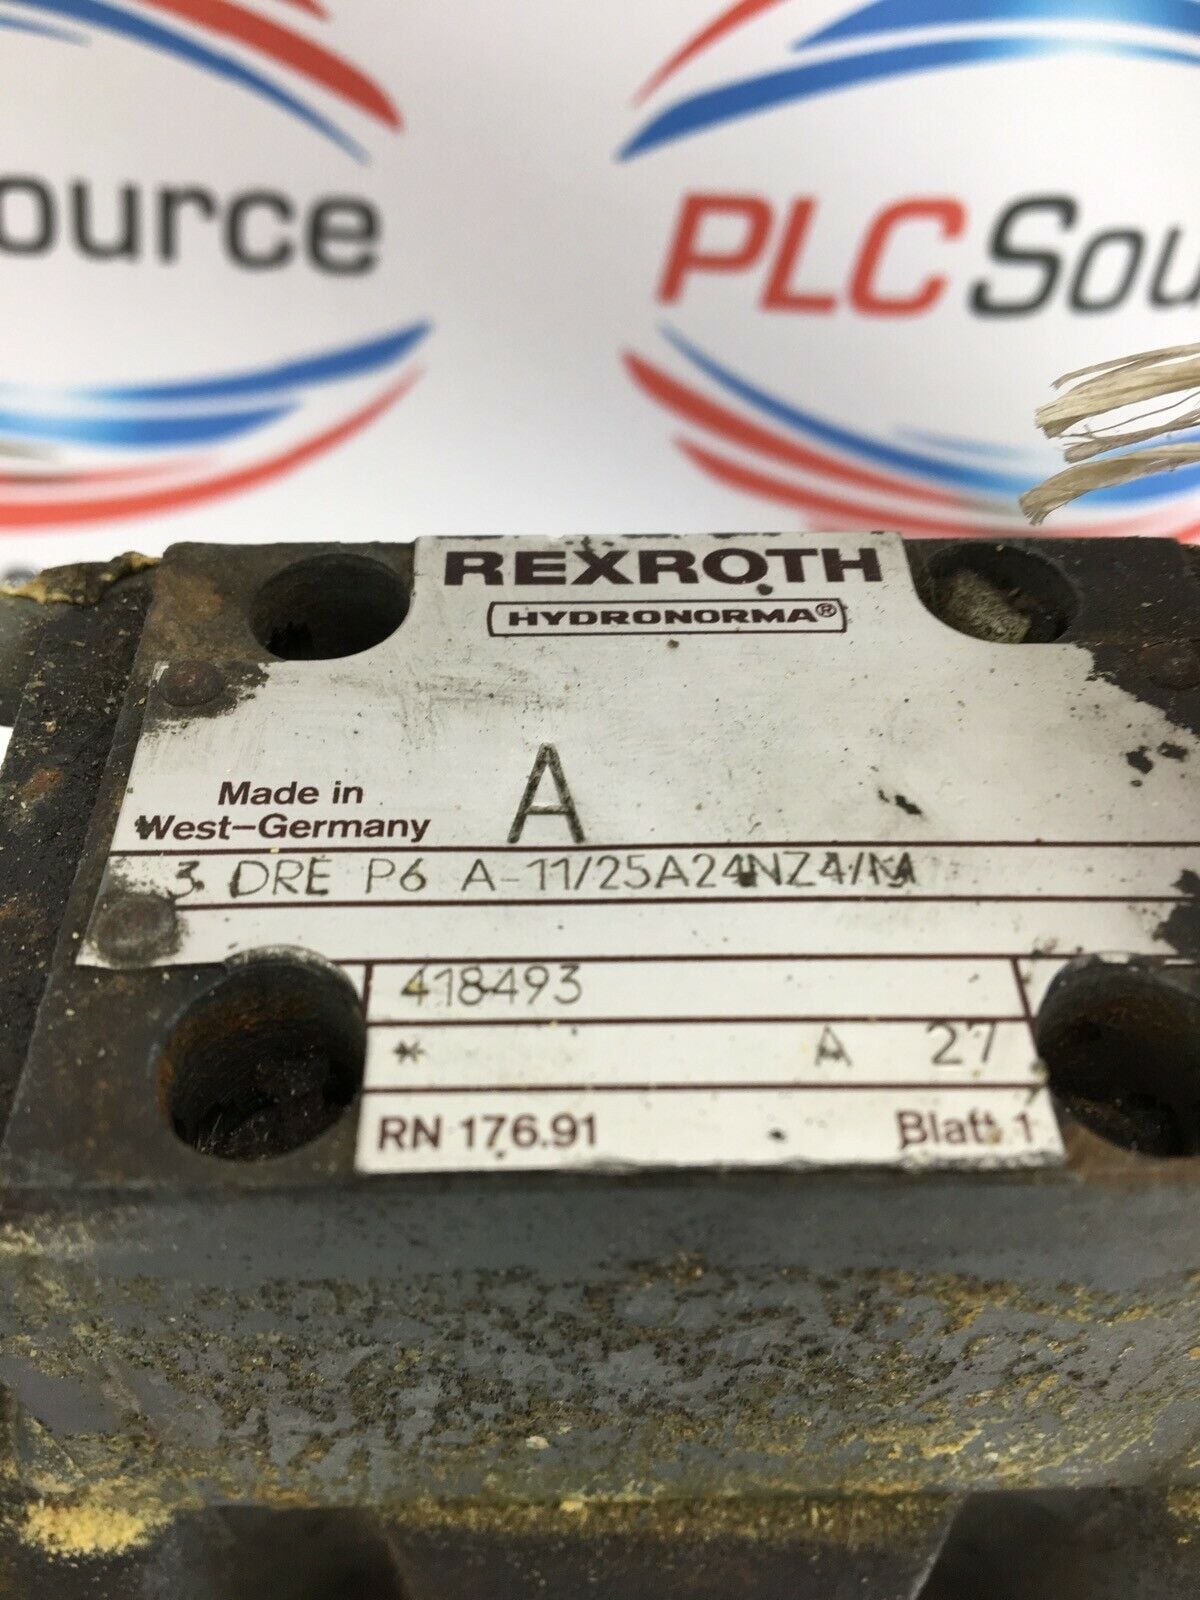 ource
PLC Sou
REXROTH
HYDRONORMA®
A
Made in
West-Germany
3 DRE P6 A-11/25A24NZ4/M
418493
* A 27
RN 176.91 Blatt 1